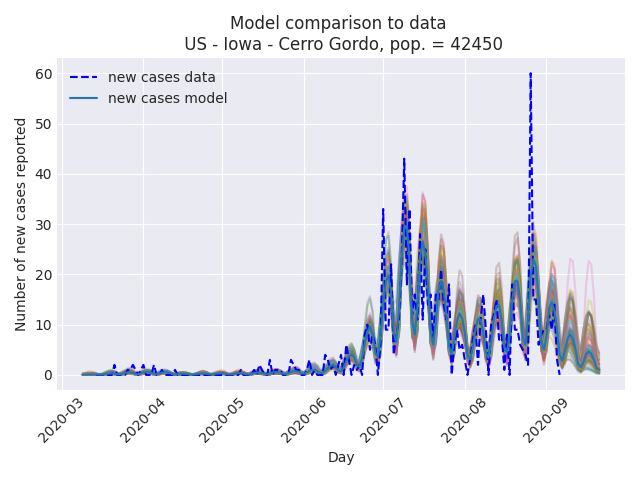 Model comparison to data
US - Iowa - Cerro Gordo, pop. = 42450
new cases data
new cases model
Number of new cases reported
60
50
40
30
20
10
0
2020-03
2020-04
2020-05
2020-06
2020-07
2020-08
2020-09
Day